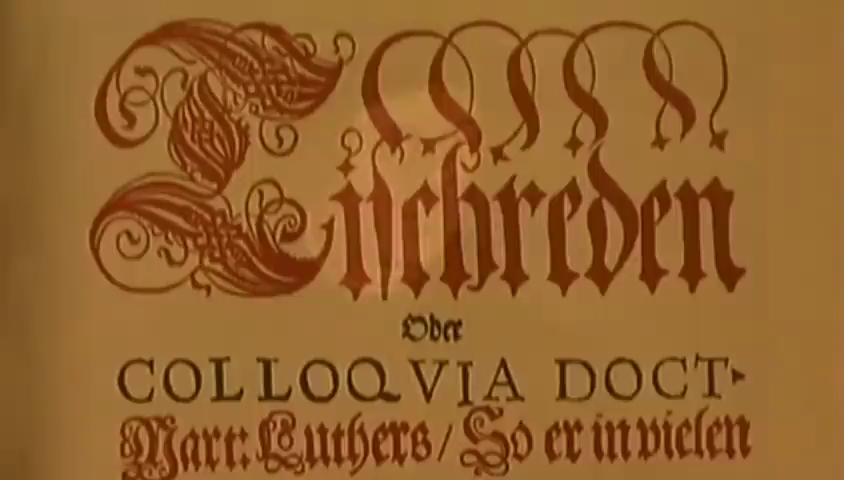 Tischreden
Oder
COLLOQVIA DOCT.
Mart: Luthers/ So er in vielen